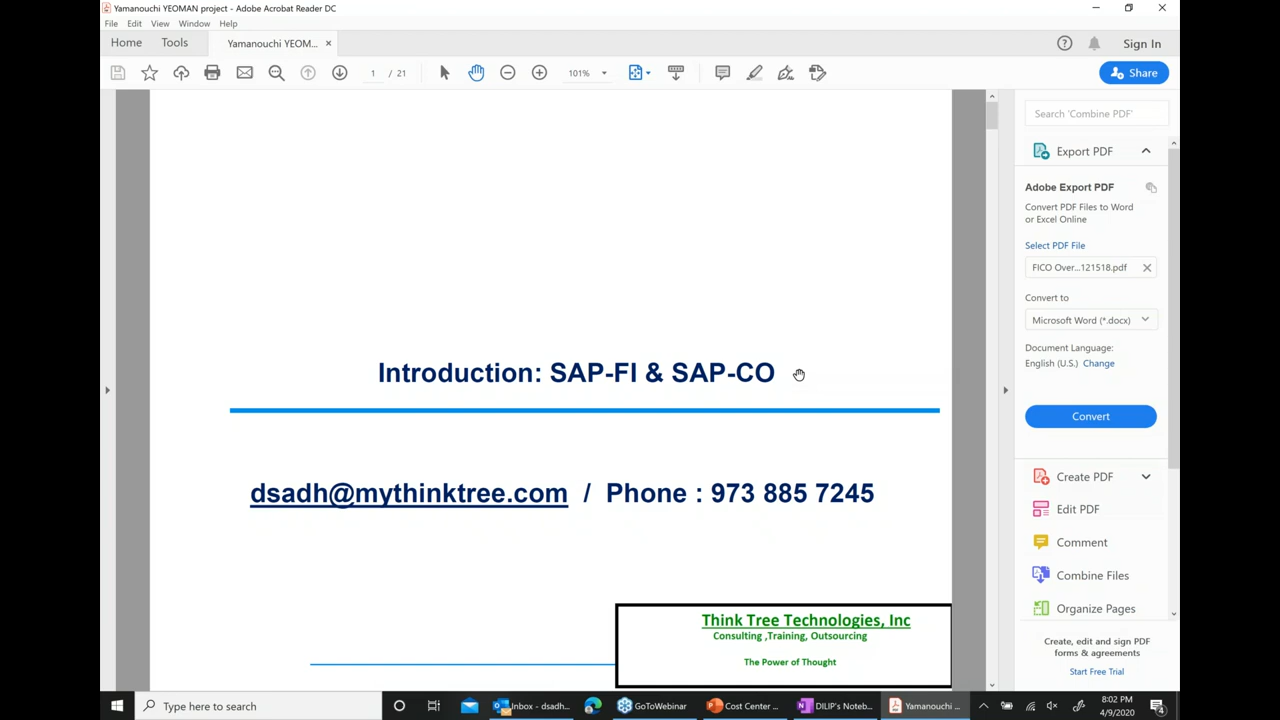 Yamanouchi YEOMAN project - Adobe Acrobat Reader DC
File Edit View Window Help
Home Tools Yamanouchi YEOM... × Sign In
1 / 21 101% Share
Search 'Combine PDF'
Export PDF
Adobe Export PDF
Convert PDF Files to Word
or Excel Online
Select PDF File
FICO Over...121518.pdf
Convert to
Microsoft Word (*.docx)
Document Language:
English (U.S.) Change
Convert
Create PDF
Edit PDF
Comment
Combine Files
Organize Pages
Create, edit and sign PDF
forms & agreements
Start Free Trial
Introduction: SAP-FI & SAP-CO
dsadh@mythinktree.com / Phone : 973 885 7245
Think Tree Technologies, Inc
Consulting ,Training, Outsourcing
The Power of Thought
Type here to search
Inbox - dsadh...
GoToWebinar
Cost Center ...
DILIP's Noteb...
Yamanouchi ...
8:02 PM
4/9/2020
4